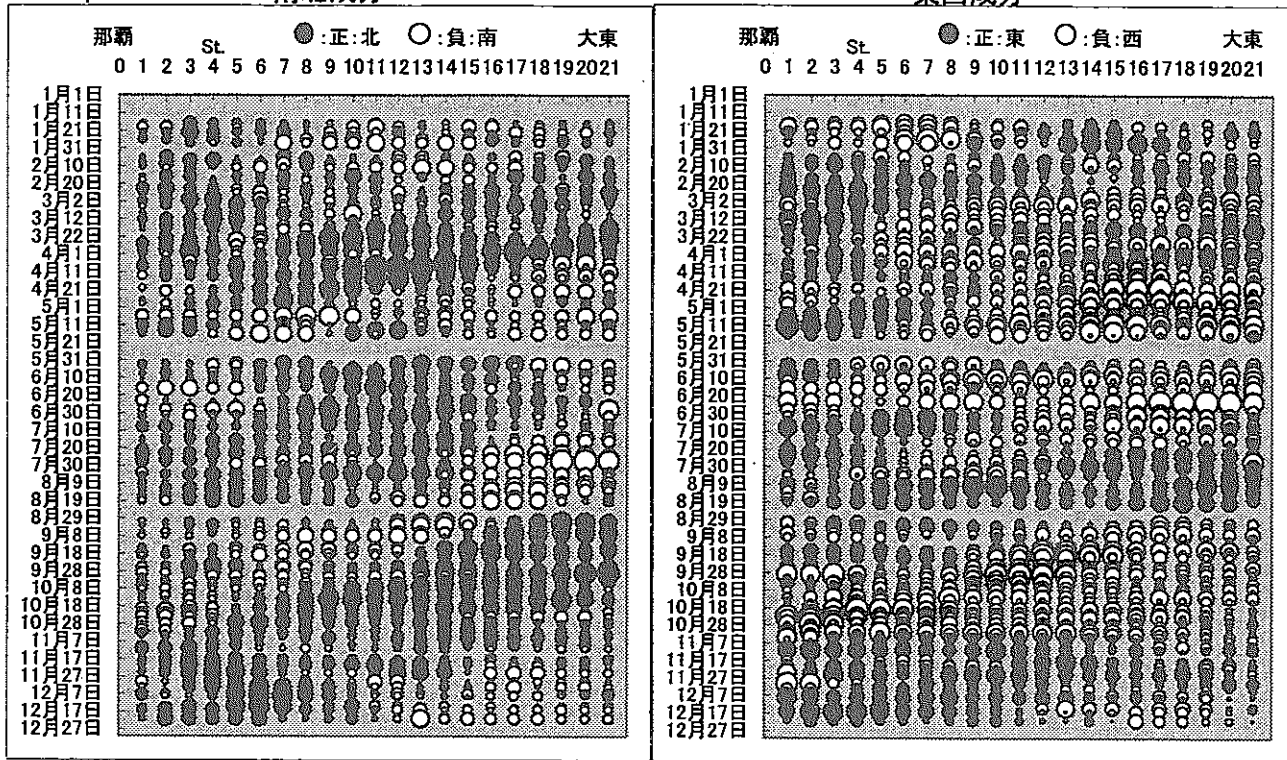 那覇 St. ●:正:北 ○:負:南 大東
0 1 2 3 4 5 6 7 8 9 10 11 12 13 14 15 16 17 18 19 20 21
1月1日
1月11日
1月21日
1月31日
2月10日
2月20日
3月2日
3月12日
3月22日
4月1日
4月11日
4月21日
5月1日
5月11日
5月21日
5月31日
6月10日
6月20日
6月30日
7月10日
7月20日
7月30日
8月9日
8月19日
8月29日
9月8日
9月18日
9月28日
10月8日
10月18日
10月28日
11月7日
11月17日
11月27日
12月7日
12月17日
12月27日
那覇 St. ●:正:東 ○:負:西 大東
0 1 2 3 4 5 6 7 8 9 10 11 12 13 14 15 16 17 18 19 20 21
1月1日
1月11日
1月21日
1月31日
2月10日
2月20日
3月2日
3月12日
3月22日
4月1日
4月11日
4月21日
5月1日
5月11日
5月21日
5月31日
6月10日
6月20日
6月30日
7月10日
7月20日
7月30日
8月9日
8月19日
8月29日
9月8日
9月18日
9月28日
10月8日
10月18日
10月28日
11月7日
11月17日
11月27日
12月7日
12月17日
12月27日